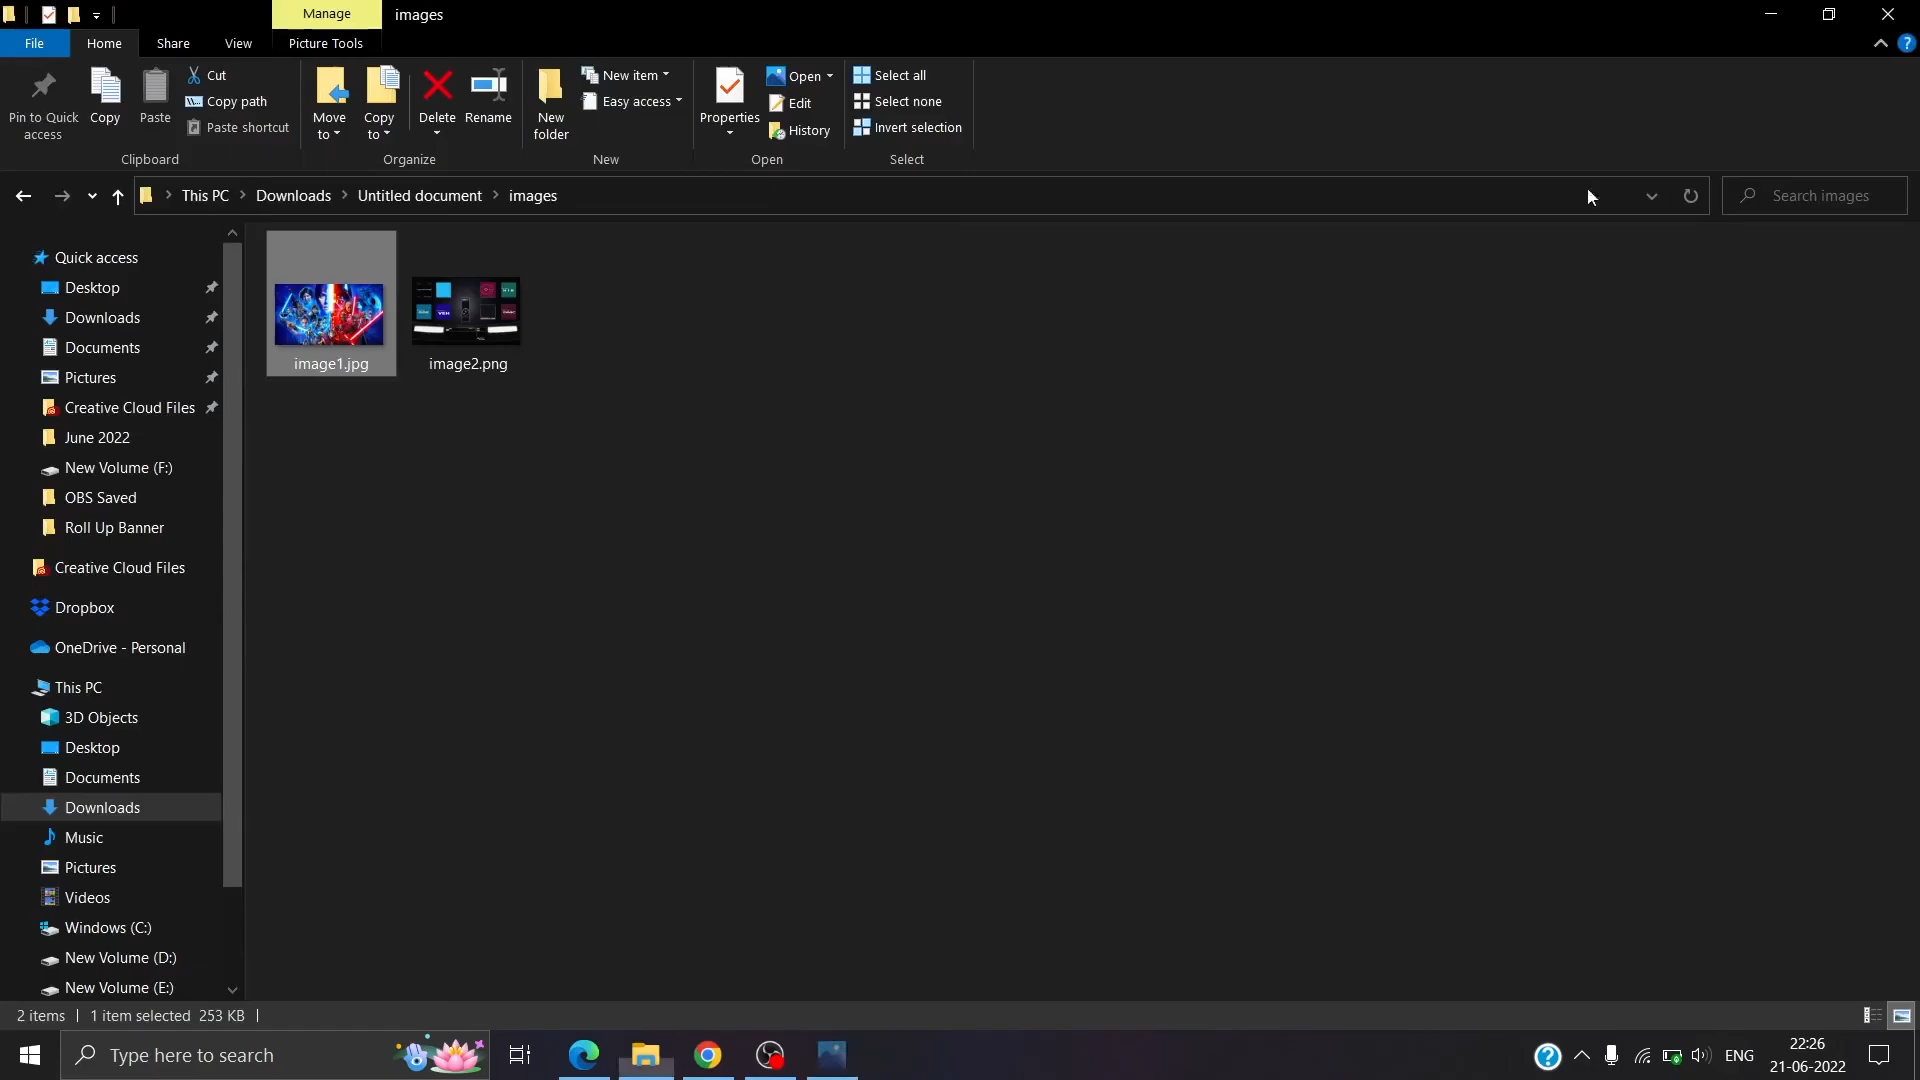 Manage
images
File
Home
Share
View
Picture Tools
Pin to Quick
access
Copy
Paste
Cut
Copy path
Paste shortcut
Clipboard
Move
to
Copy
to
Delete
Rename
Organize
New
folder
New item
Easy access
New
Properties
Open
Edit
History
Open
Select all
Select none
Invert selection
Select
This PC
Downloads
Untitled document
images
Search images
Quick access
Desktop
Downloads
Documents
Pictures
Creative Cloud Files
June 2022
New Volume (F:)
OBS Saved
Roll Up Banner
Creative Cloud Files
Dropbox
OneDrive - Personal
This PC
3D Objects
Desktop
Documents
Downloads
Music
Pictures
Videos
Windows (C:)
New Volume (D:)
New Volume (E:)
image1.jpg
image2.png
2 items
1 item selected 253 KB
Type here to search
ENG
22:26
21-06-2022